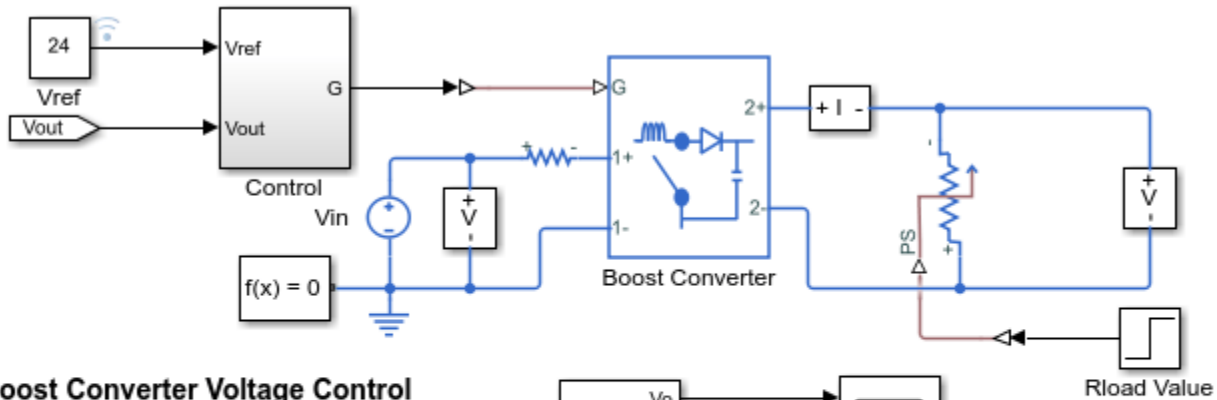 24
Vref
Vout
Vref
Vout
G
Control
G
1+
1-
2+
2-
Boost Converter
+ -
Vin
+
-
+
V
-
f(x) = 0
+ I -
-
+
PS
+
V
-
Rload Value
oost Converter Voltage Control
Vo